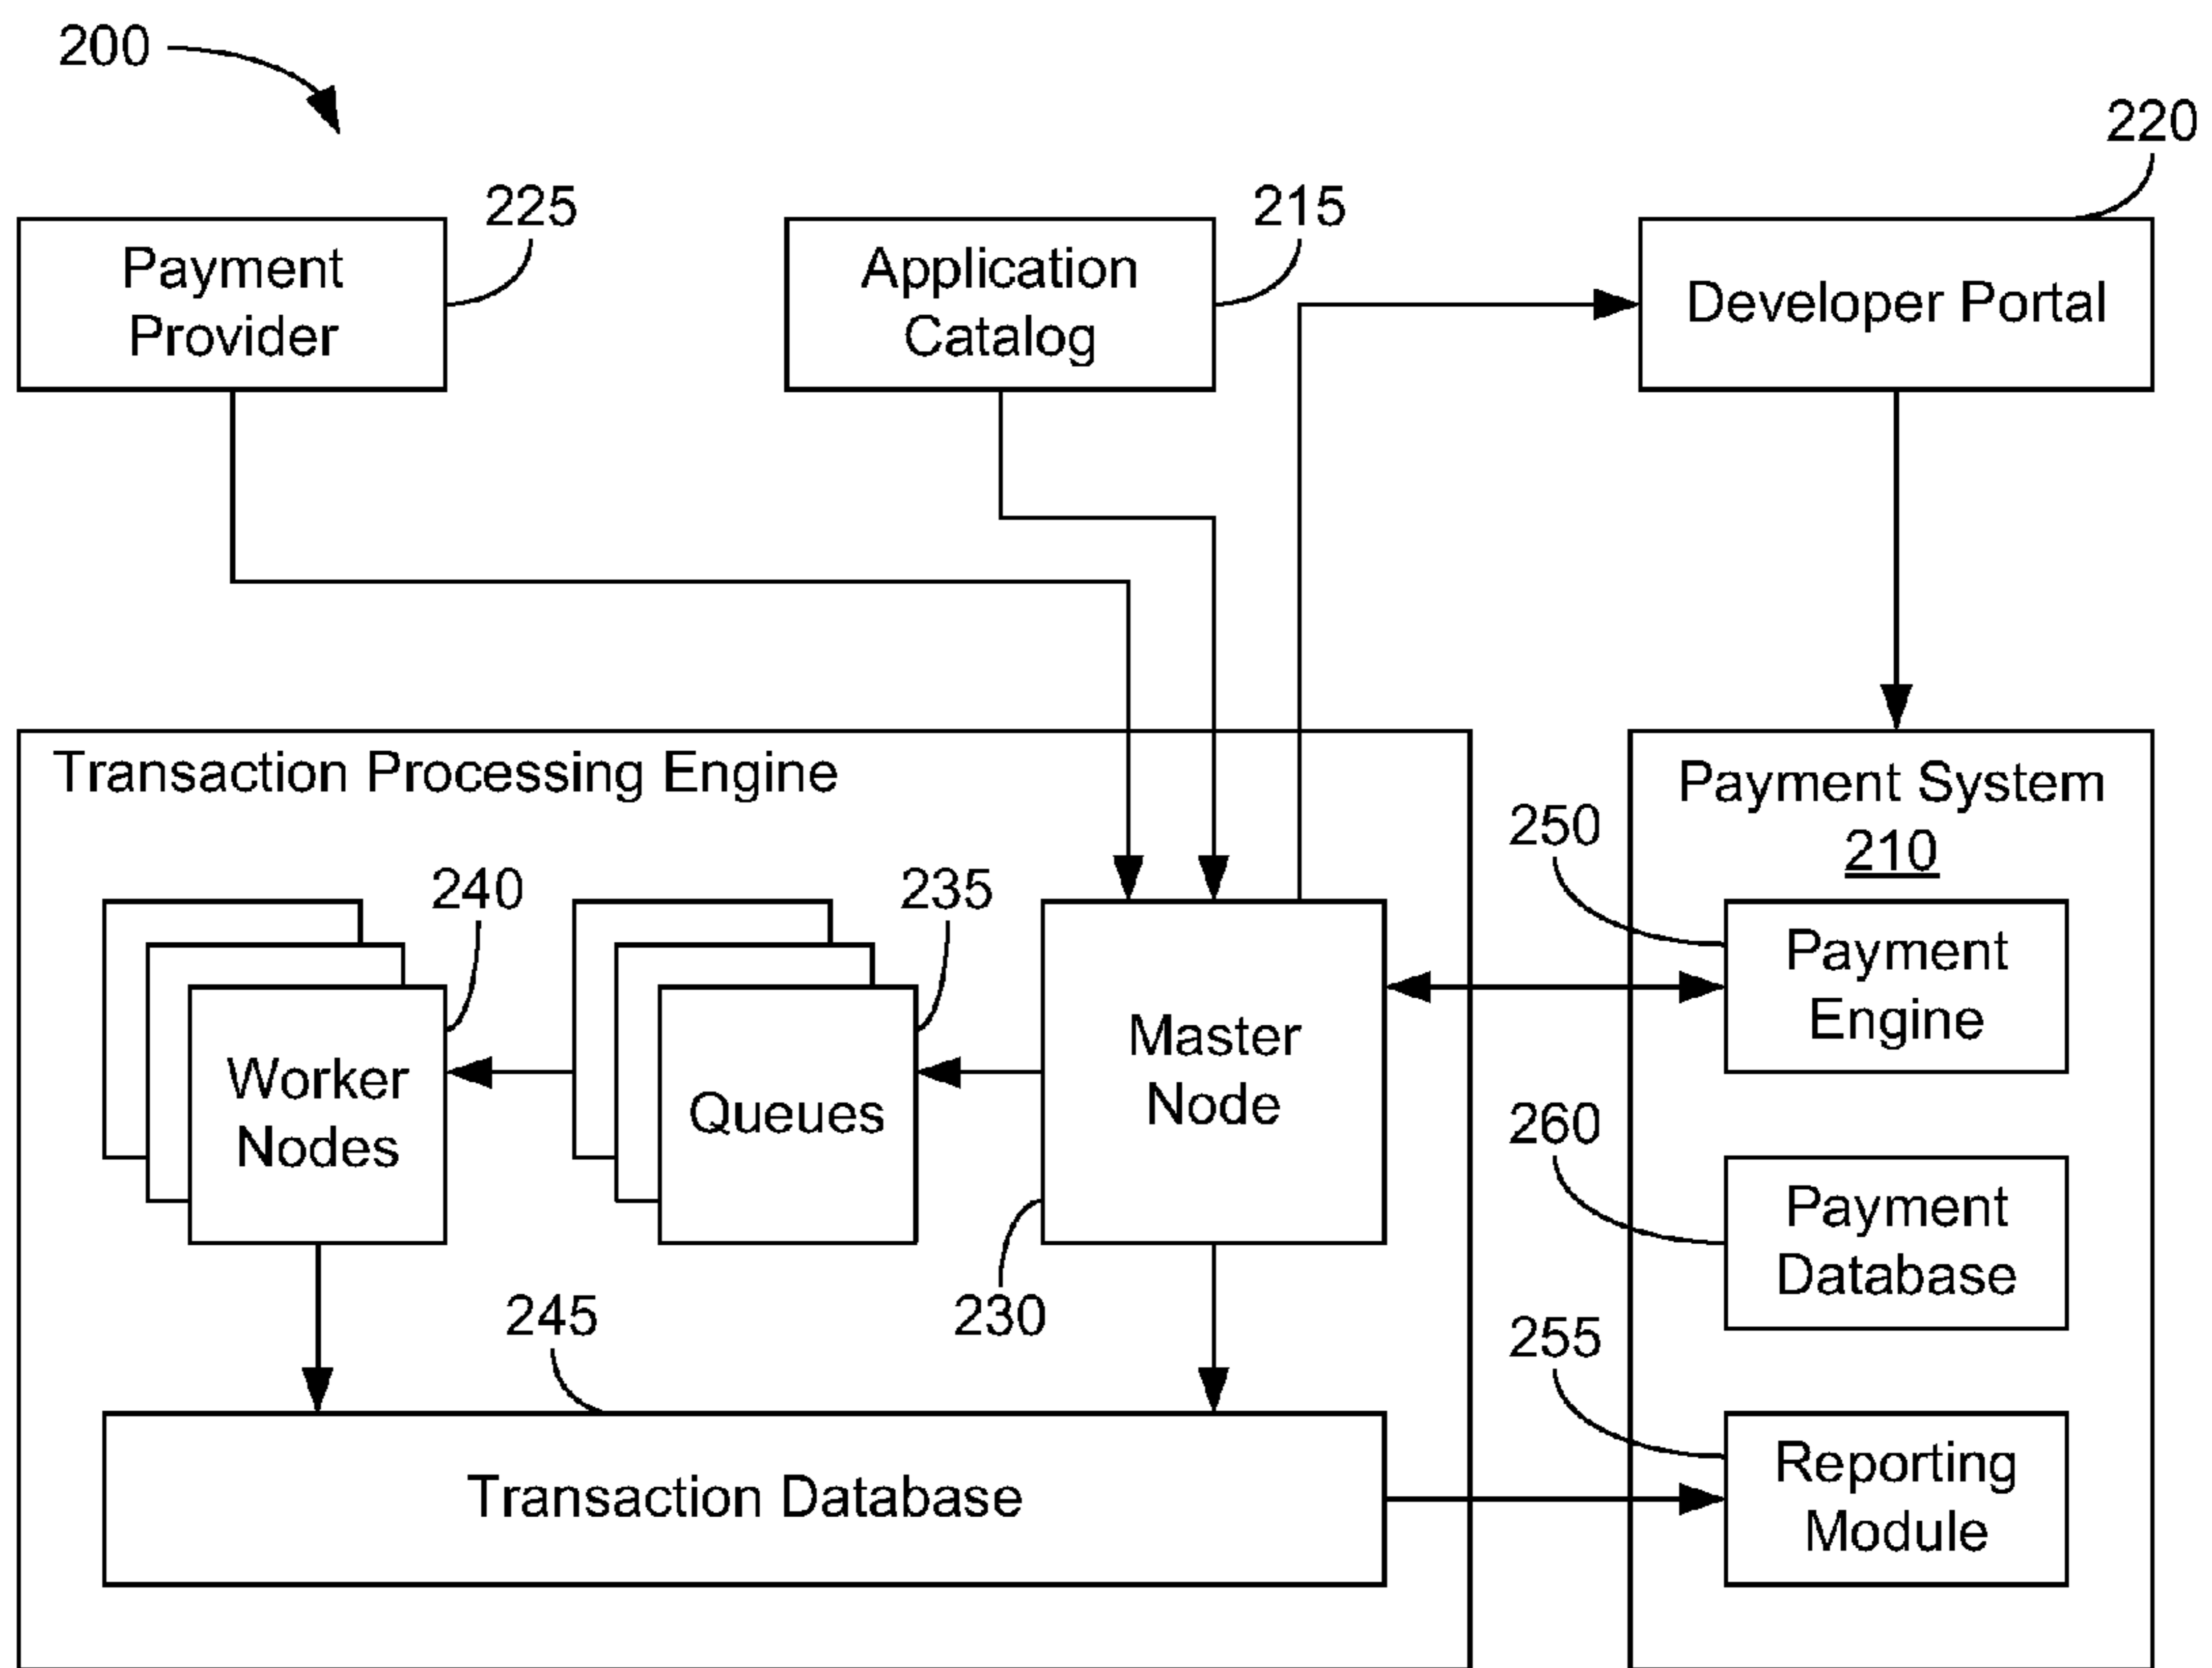 200
220
225
215
Payment
Provider
Application
Catalog
Developer Portal
Transaction Processing Engine
Payment System
210
250
240
235
Payment
Engine
Master
Node
Worker
Nodes
Queues
260
Payment
Database
245
230
255
Transaction Database
Reporting
Module